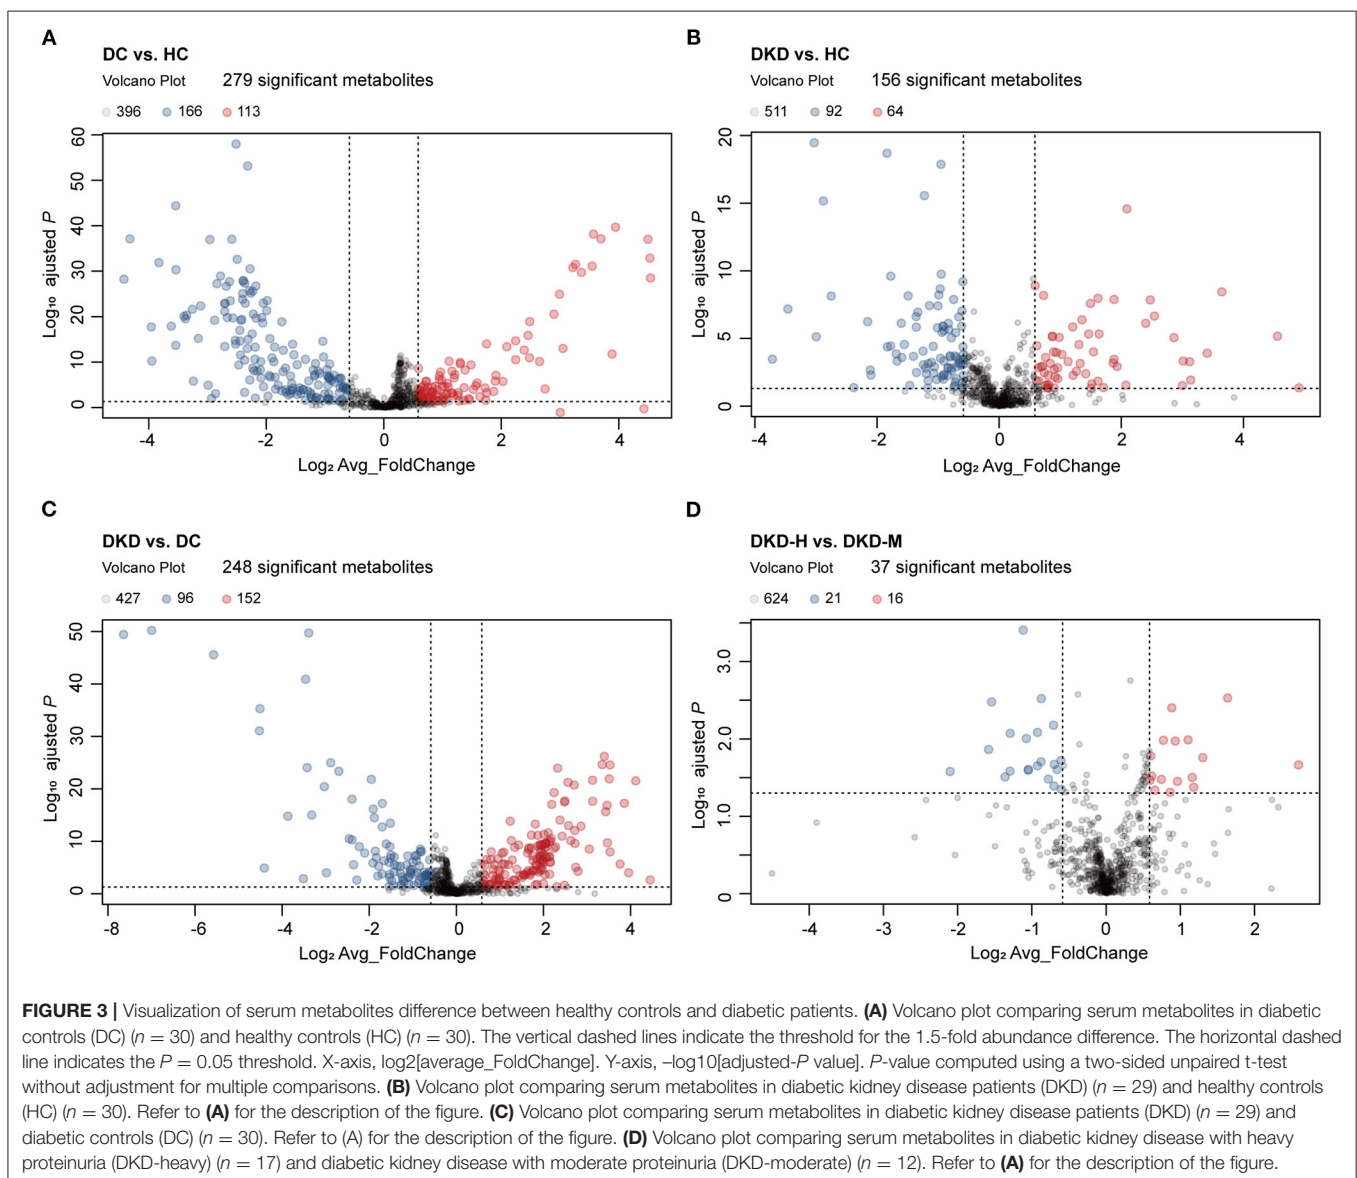 A
DC vs. HC
Volcano Plot 279 significant metabolites
396 166 113
60
50
40
30
20
10
0
Log₁₀ ajusted P
-4 -2 0 2 4
Log₂ Avg_FoldChange
B
DKD vs. HC
Volcano Plot 156 significant metabolites
511 92 64
20
15
10
5
0
Log₁₀ ajusted P
-4 -2 0 2 4
Log₂ Avg_FoldChange
C
DKD vs. DC
Volcano Plot 248 significant metabolites
427 96 152
50
40
30
20
10
0
Log₁₀ ajusted P
-8 -6 -4 -2 0 2 4
Log₂ Avg_FoldChange
D
DKD-H vs. DKD-M
Volcano Plot 37 significant metabolites
624 21 16
3.0
2.0
1.0
0
Log₁₀ ajusted P
-4 -3 -2 -1 0 1 2
Log₂ Avg_FoldChange
FIGURE 3 | Visualization of serum metabolites difference between healthy controls and diabetic patients. (A) Volcano plot comparing serum metabolites in diabetic
controls (DC) (n = 30) and healthy controls (HC) (n = 30). The vertical dashed lines indicate the threshold for the 1.5-fold abundance difference. The horizontal dashed
line indicates the P = 0.05 threshold. X-axis, log2[average_FoldChange]. Y-axis, –log10[adjusted-P value]. P-value computed using a two-sided unpaired t-test
without adjustment for multiple comparisons. (B) Volcano plot comparing serum metabolites in diabetic kidney disease patients (DKD) (n = 29) and healthy controls
(HC) (n = 30). Refer to (A) for the description of the figure. (C) Volcano plot comparing serum metabolites in diabetic kidney disease patients (DKD) (n = 29) and
diabetic controls (DC) (n = 30). Refer to (A) for the description of the figure. (D) Volcano plot comparing serum metabolites in diabetic kidney disease with heavy
proteinuria (DKD-heavy) (n = 17) and diabetic kidney disease with moderate proteinuria (DKD-moderate) (n = 12). Refer to (A) for the description of the figure.